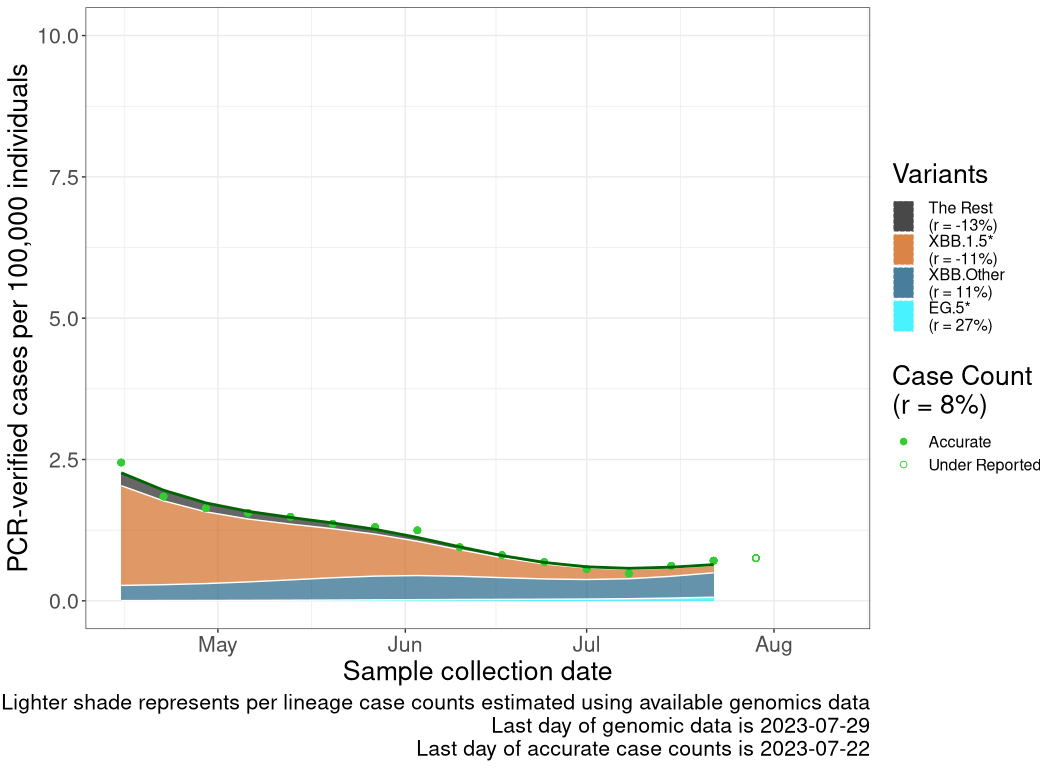 PCR-verified cases per 100,000 individuals
10.0
7.5
5.0
2.5
0.0
May
Jun
Jul
Aug
Sample collection date
Lighter shade represents per lineage case counts estimated using available genomics data
Last day of genomic data is 2023-07-29
Last day of accurate case counts is 2023-07-22
Variants
The Rest
(r = -13%)
XBB.1.5*
(r = -11%)
XBB.Other
(r = 11%)
EG.5*
(r = 27%)
Case Count
(r = 8%)
Accurate
Under Reported